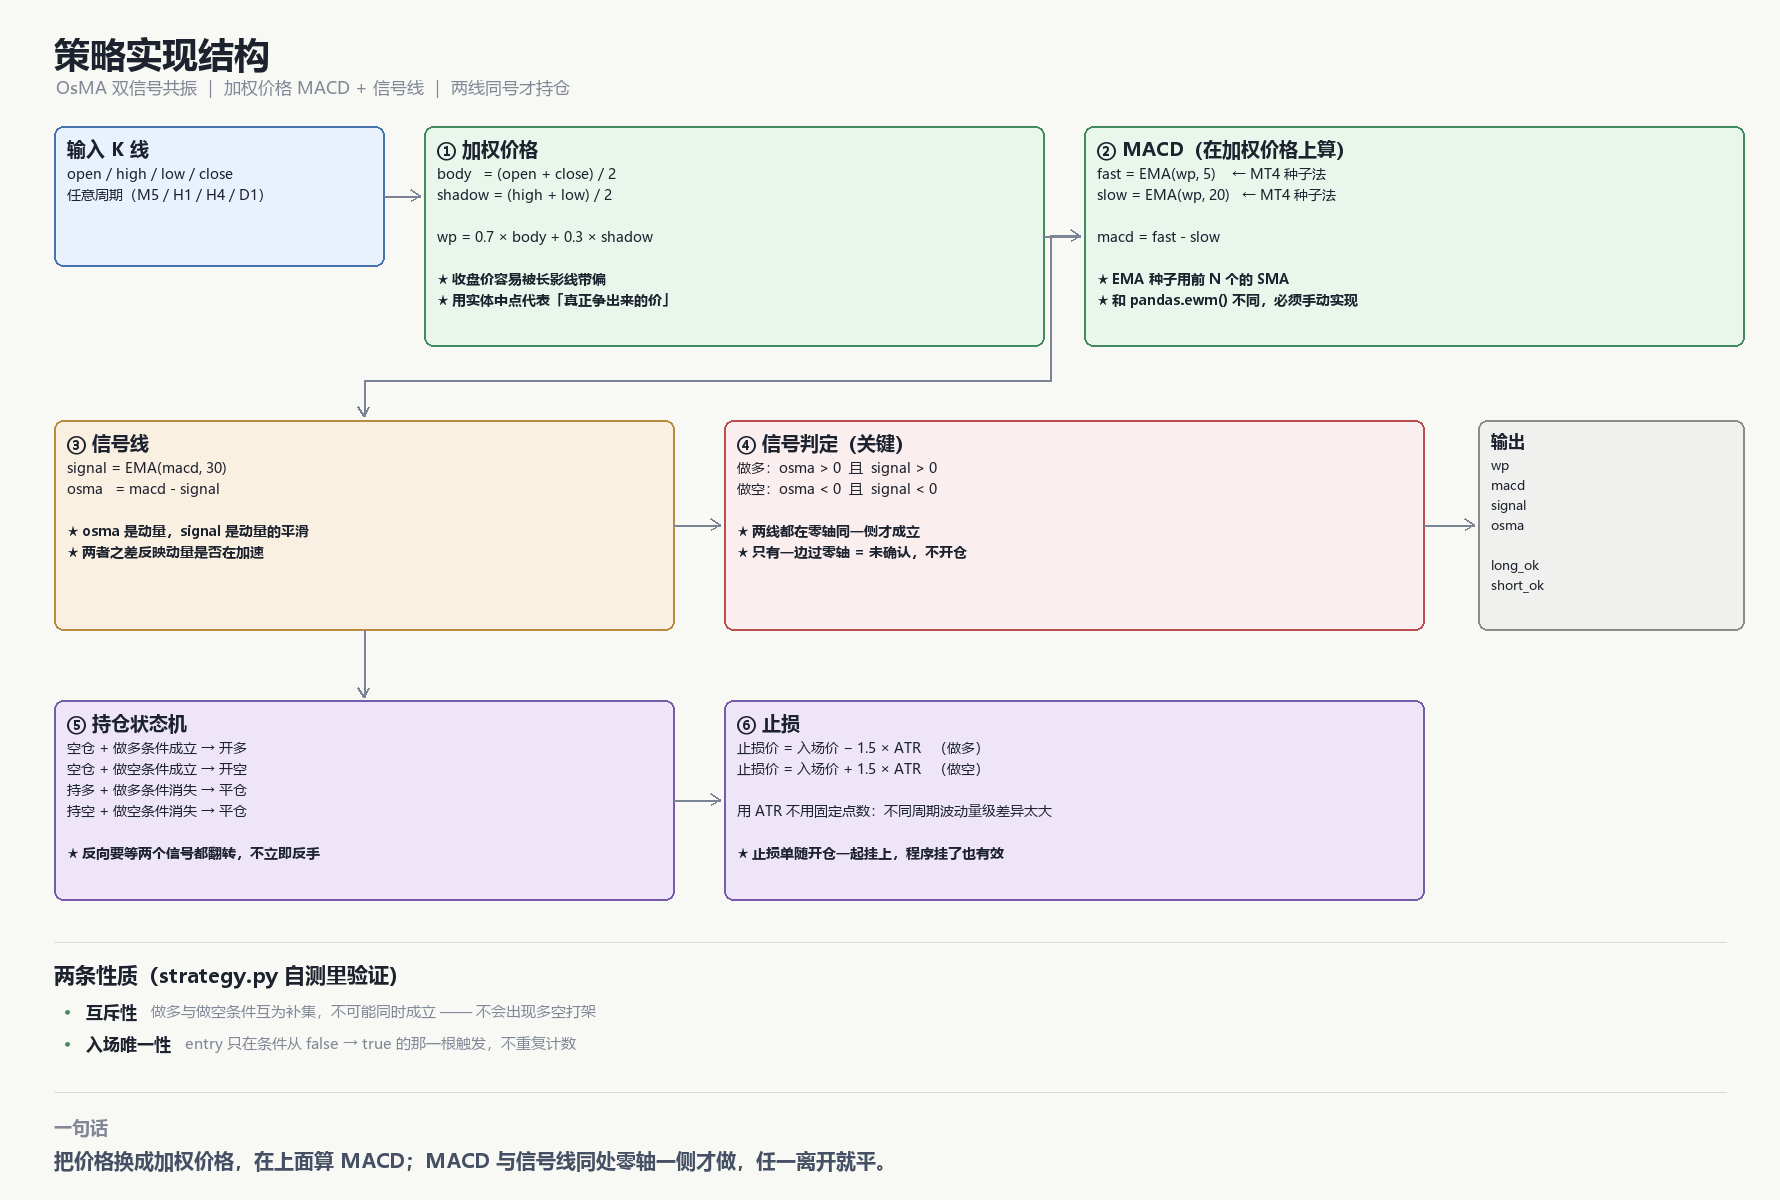 策略实现结构
OsMA 双信号共振 | 加权价格 MACD + 信号线 | 两线同号才持仓
输入 K 线
open / high / low / close
任意周期（M5 / H1 / H4 / D1）
① 加权价格
body = (open + close) / 2
shadow = (high + low) / 2
wp = 0.7 × body + 0.3 × shadow
★ 收盘价容易被长影线带偏
★ 用实体中点代表「真正争出来的价」
② MACD（在加权价格上算）
fast = EMA(wp, 5) ← MT4 种子法
slow = EMA(wp, 20) ← MT4 种子法
macd = fast - slow
★ EMA 种子用前 N 个的 SMA
★ 和 pandas.ewm() 不同，必须手动实现
③ 信号线
signal = EMA(macd, 30)
osma = macd - signal
★ osma 是动量，signal 是动量的平滑
★ 两者之差反映动量是否在加速
④ 信号判定（关键）
做多：osma > 0 且 signal > 0
做空：osma < 0 且 signal < 0
★ 两线都在零轴同一侧才成立
★ 只有一边过零轴 = 未确认，不开仓
输出
wp
macd
signal
osma
long_ok
short_ok
⑤ 持仓状态机
空仓 + 做多条件成立 → 开多
空仓 + 做空条件成立 → 开空
持多 + 做多条件消失 → 平仓
持空 + 做空条件消失 → 平仓
★ 反向要等两个信号都翻转，不立即反手
⑥ 止损
止损价 = 入场价 − 1.5 × ATR （做多）
止损价 = 入场价 + 1.5 × ATR （做空）
用 ATR 不用固定点数：不同周期波动量级差异太大
★ 止损单随开仓一起挂上，程序挂了也有效
两条性质（strategy.py 自测里验证）
• 互斥性 做多与做空条件互为补集，不可能同时成立 —— 不会出现多空打架
• 入场唯一性 entry 只在条件从 false → true 的那一根触发，不重复计数
一句话
把价格换成加权价格，在上面算 MACD；MACD 与信号线同处零轴一侧才做，任一离开就平。